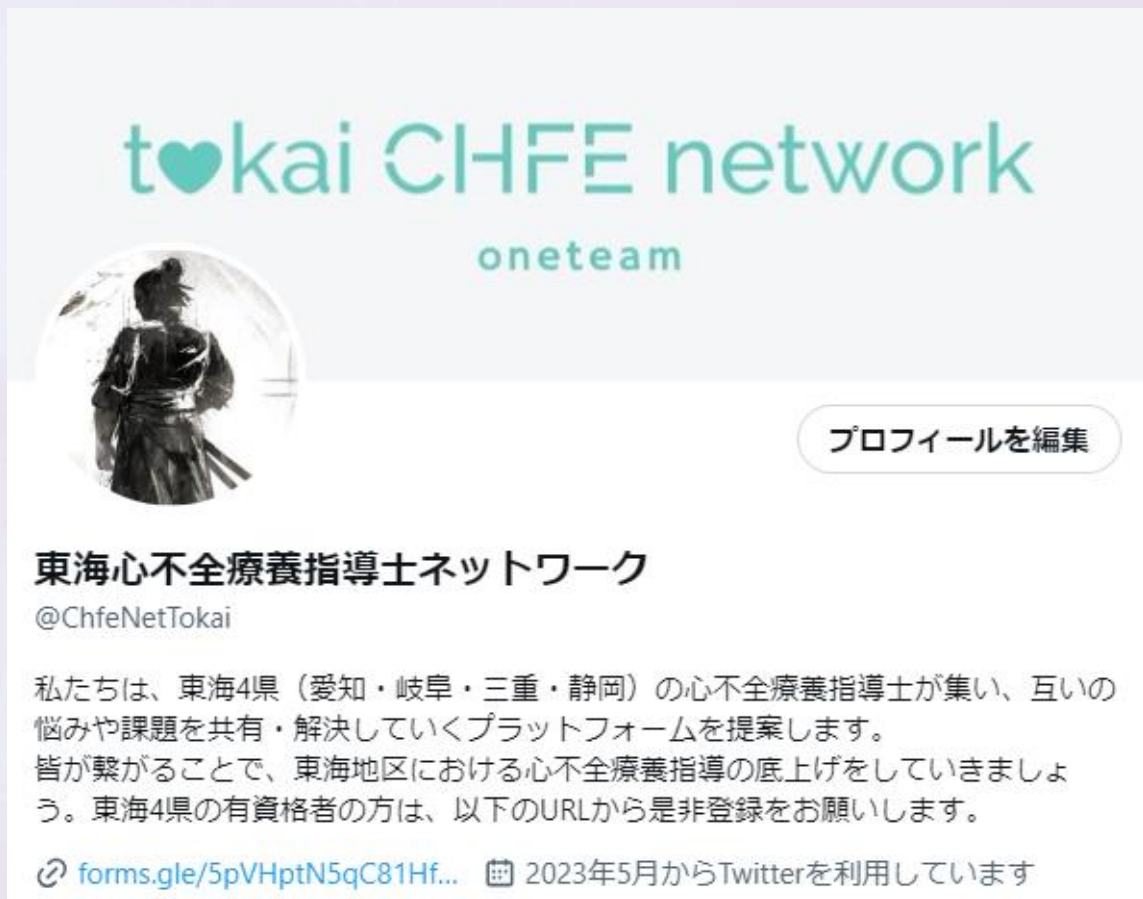 tokai CHFE network
oneteam
プロフィールを編集
東海心不全療養指導士ネットワーク
@ChfeNetTokai
私たちは、東海4県（愛知・岐阜・三重・静岡）の心不全療養指導士が集い、互いの
悩みや課題を共有・解決していくプラットフォームを提案します。
皆が繋がることで、東海地区における心不全療養指導の底上げをしていきましょ
う。東海4県の有資格者の方は、以下のURLから是非登録をお願いします。
forms.gle/5pVHptN5qC81Hf... 2023年5月からTwitterを利用しています